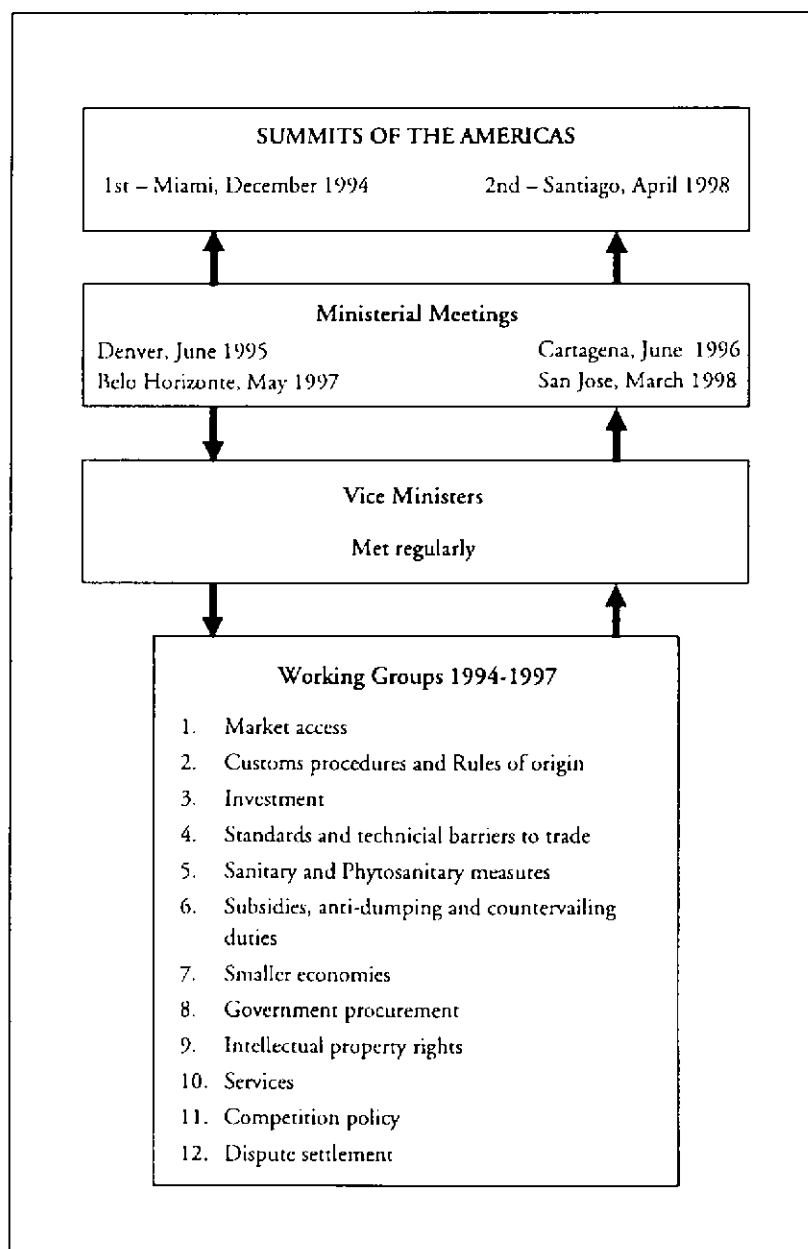 SUMMITS OF THE AMERICAS
1st – Miami, December 1994 2nd – Santiago, April 1998
Ministerial Meetings
Denver, June 1995 Cartagena, June 1996
Belo Horizonte, May 1997 San Jose, March 1998
Vice Ministers
Met regularly
Working Groups 1994-1997
1. Market access
2. Customs procedures and Rules of origin
3. Investment
4. Standards and technicial barriers to trade
5. Sanitary and Phytosanitary measures
6. Subsidies, anti-dumping and countervailing
duties
7. Smaller economies
8. Government procurement
9. Intellectual property rights
10. Services
11. Competition policy
12. Dispute settlement